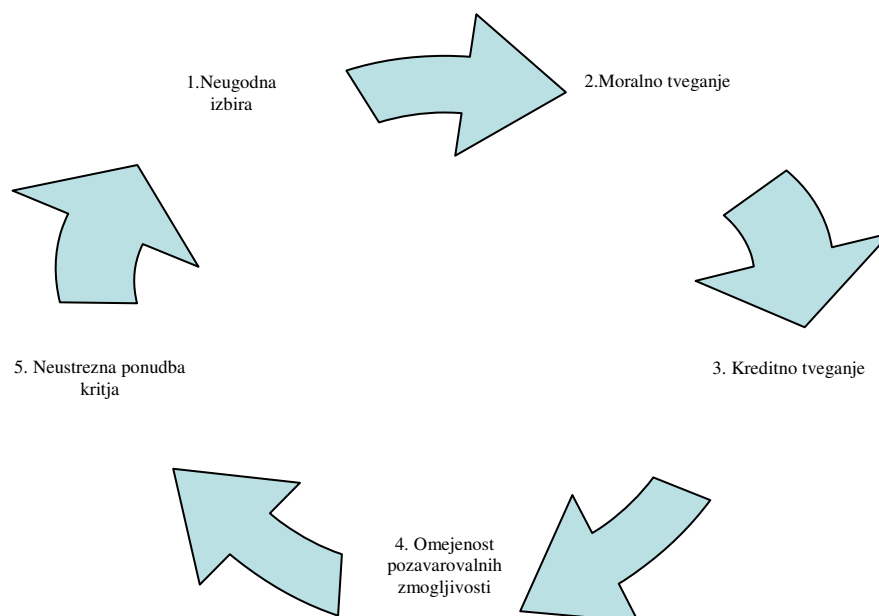 1.Neugodna
izbira
2.Moralno tveganje
3. Kreditno tveganje
4. Omejenost
pozavarovalnih
zmogljivosti
5. Neustrezna ponudba
kritja